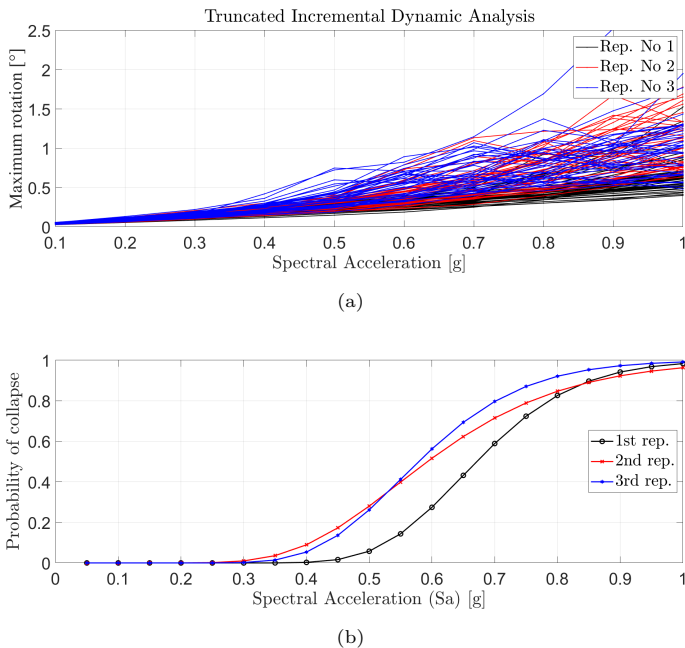 Truncated Incremental Dynamic Analysis
Maximum rotation [°]
2.5
2
1.5
1
0.5
0
Rep. No 1
Rep. No 2
Rep. No 3
0.1 0.2 0.3 0.4 0.5 0.6 0.7 0.8 0.9 1
Spectral Acceleration [g]
(a)
Probability of collapse
1
0.8
0.6
0.4
0.2
0
1st rep.
2nd rep.
3rd rep.
0 0.1 0.2 0.3 0.4 0.5 0.6 0.7 0.8 0.9 1
Spectral Acceleration (Sa) [g]
(b)